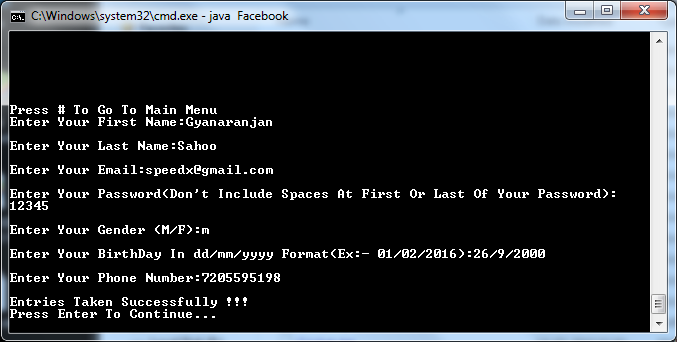 C:\Windows\system32\cmd.exe - java  Facebook
Press # To Go To Main Menu
Enter Your First Name:Gyanaranjan
Enter Your Last Name:Sahoo
Enter Your Email:speedx@gmail.com
Enter Your Password(Don't Include Spaces At First Or Last Of Your Password):
12345
Enter Your Gender (M/F):m
Enter Your BirthDay In dd/mm/yyyy Format(Ex:- 01/02/2016):26/9/2000
Enter Your Phone Number:7205595198
Entries Taken Successfully !!!
Press Enter To Continue...